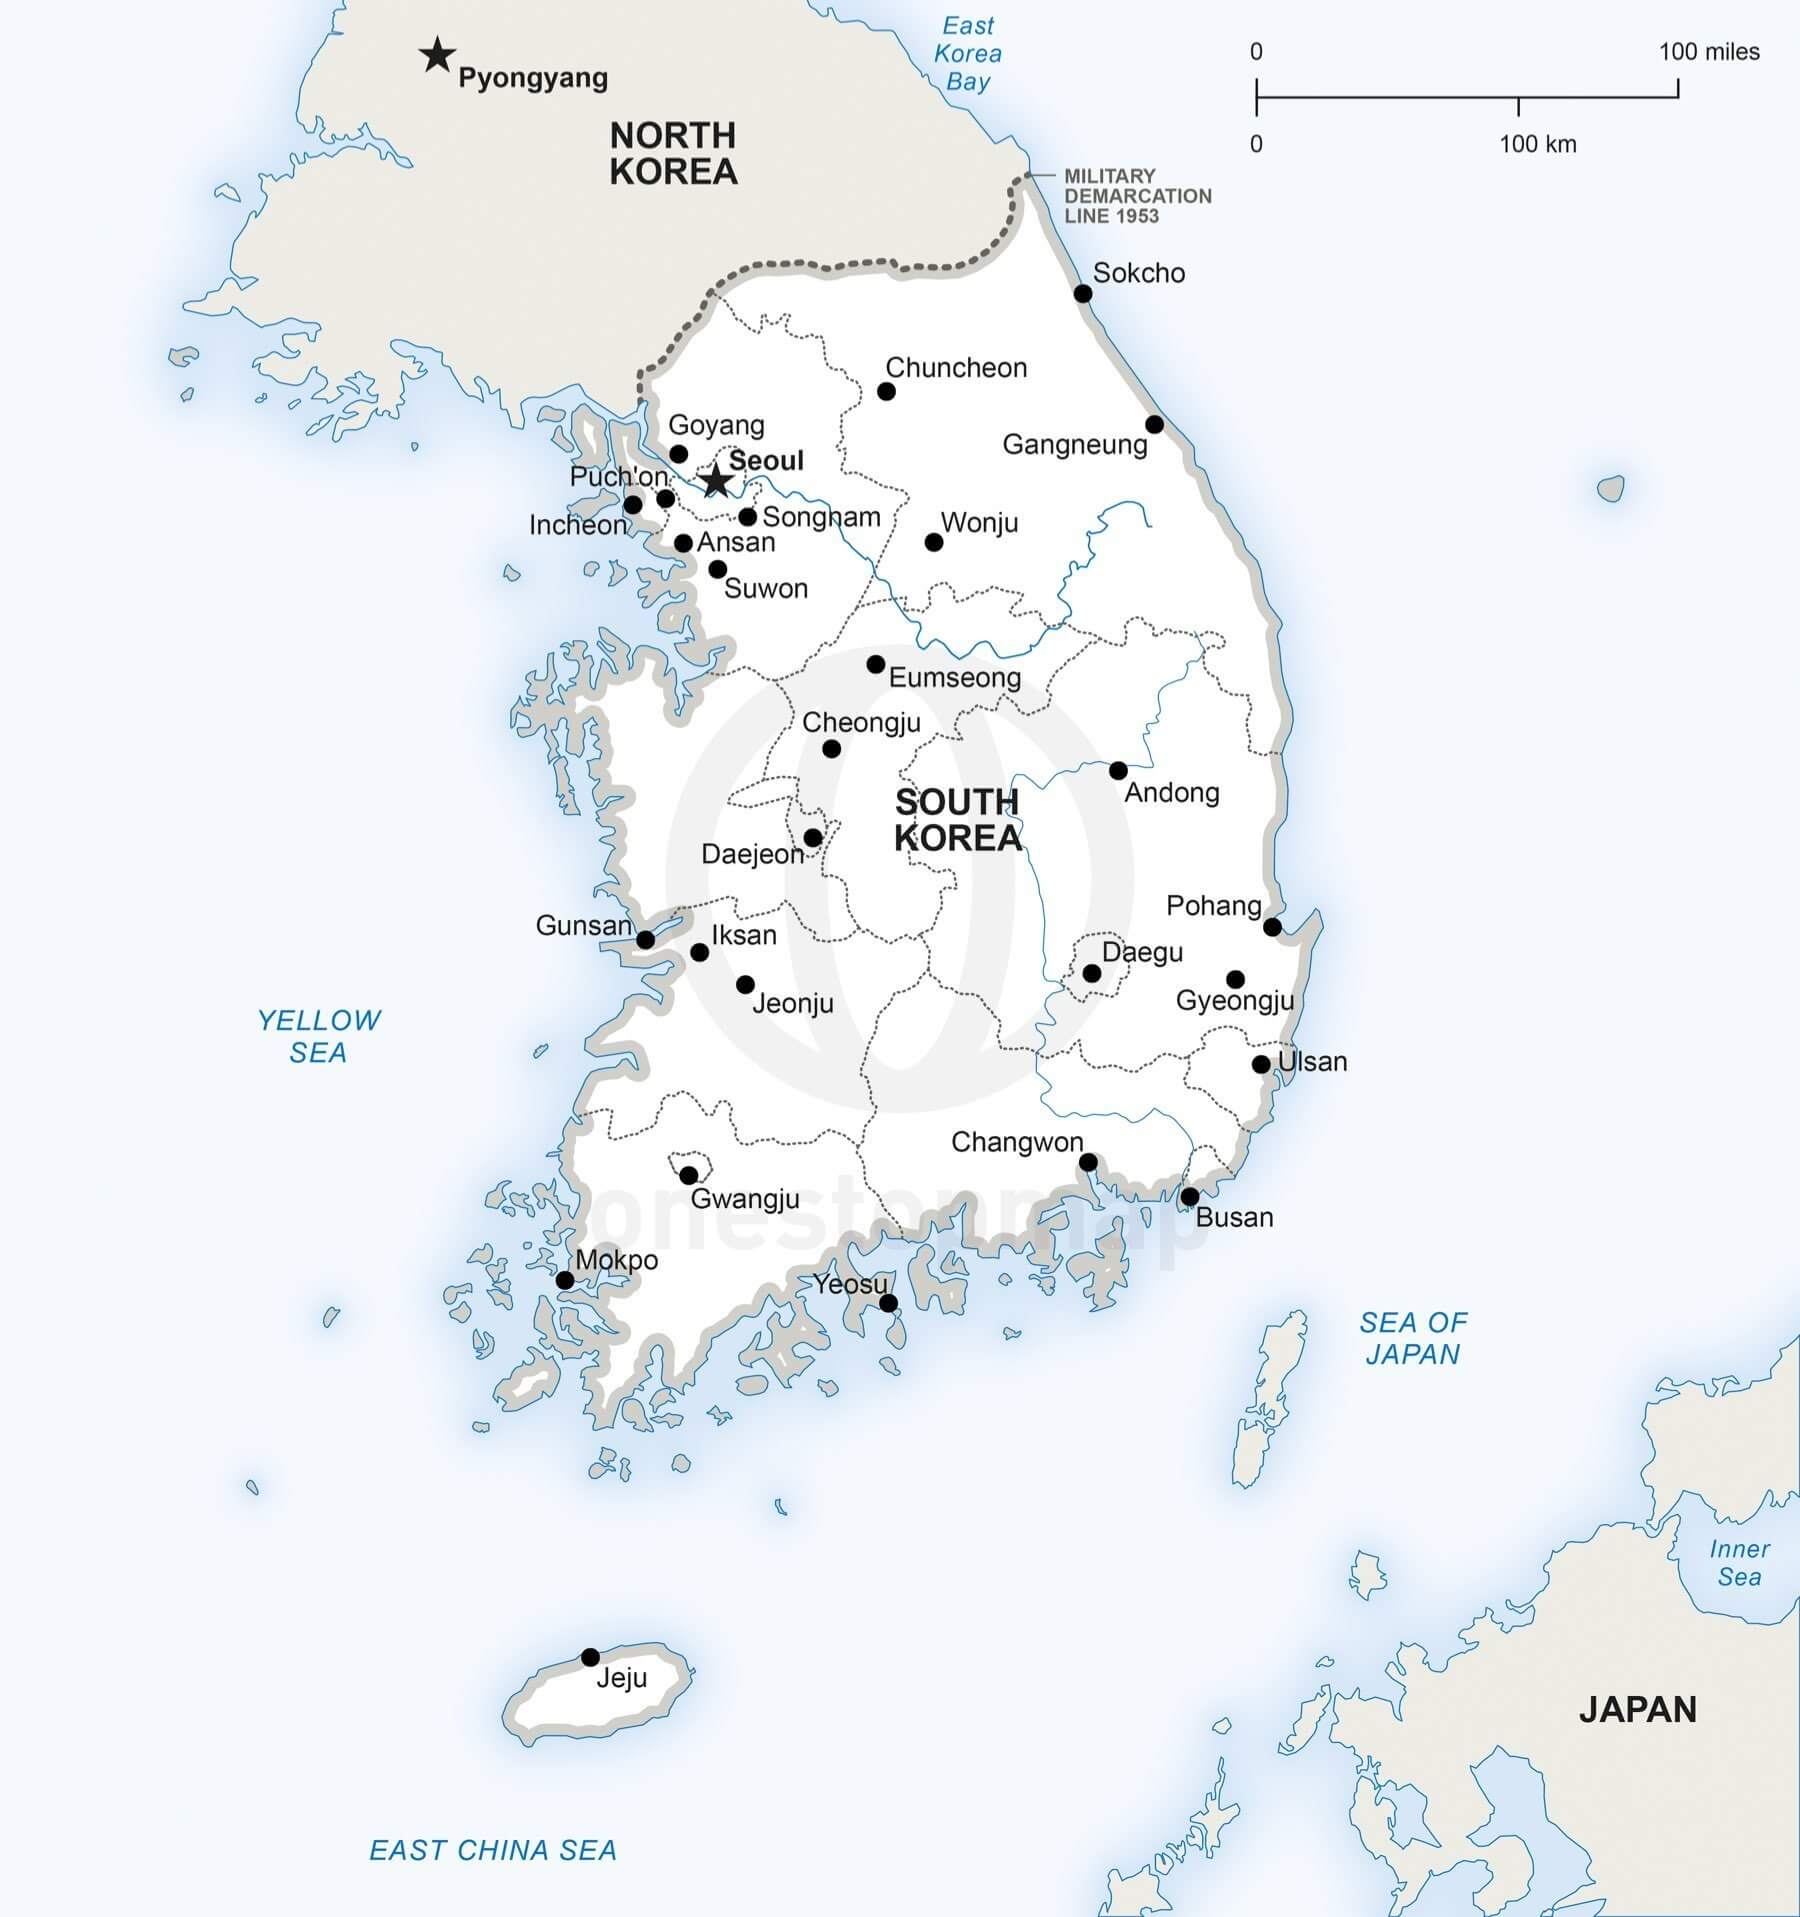 East
Korea
Bay
0
100 miles
0
100 km
Pyongyang
NORTH
KOREA
MILITARY
DEMARCATION
LINE 1953
Sokcho
Chuncheon
Goyang
Gangneung
Seoul
Puch'on
Incheon
Songnam
Wonju
Ansan
Suwon
Eumseong
Cheongju
SOUTH
KOREA
Andong
Daejeon
Pohang
Gunsan
Iksan
Daegu
Jeonju
Gyeongju
YELLOW
SEA
Ulsan
Changwon
Gwangju
onestopmap
Busan
Mokpo
Yeosu
SEA OF
JAPAN
Inner
Sea
Jeju
JAPAN
EAST CHINA SEA